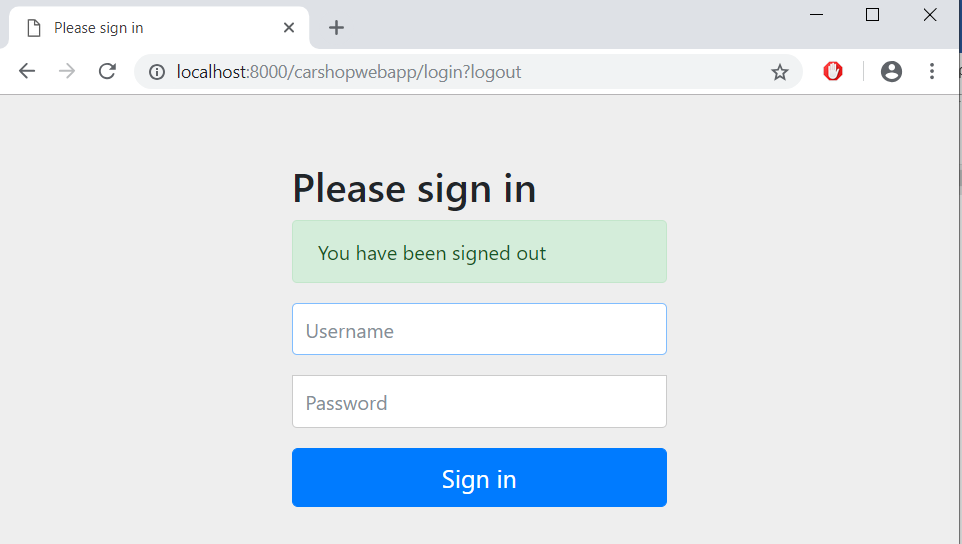 Please sign in
localhost:8000/carshopwebapp/login?logout
Please sign in
You have been signed out
Username
Password
Sign in